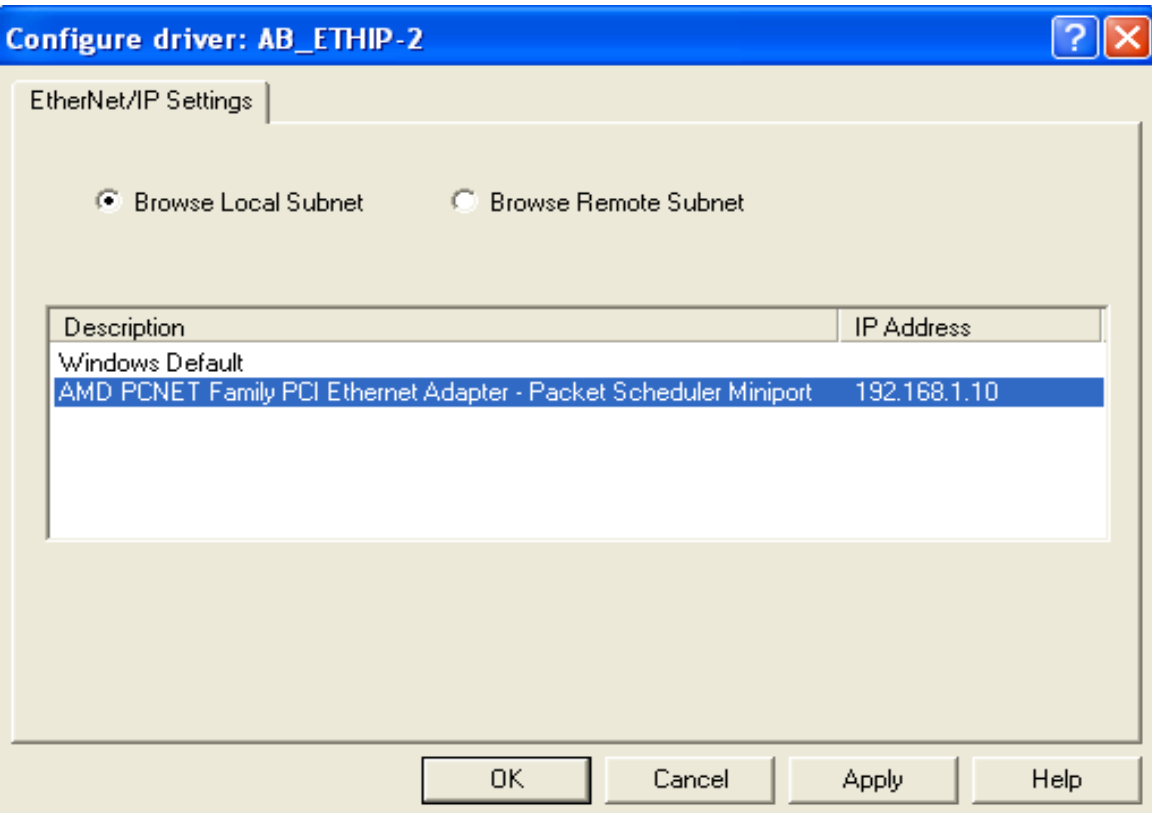 Configure driver: AB_ETHIP-2
EtherNet/IP Settings
Browse Local Subnet Browse Remote Subnet
Description IP Address
Windows Default
AMD PCNET Family PCI Ethernet Adapter - Packet Scheduler Miniport 192.168.1.10
OK Cancel Apply Help